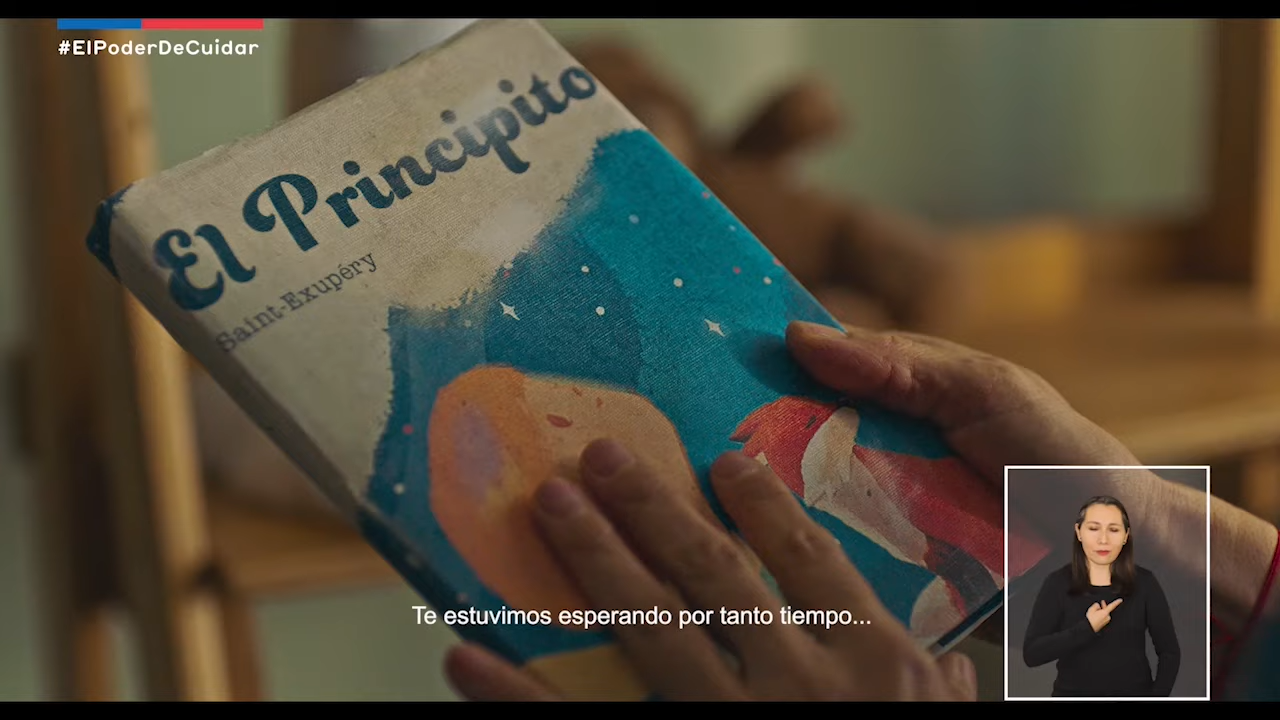 #ElPoderDeCuidar
El Principito
Saint-Exupéry
Te estuvimos esperando por tanto tiempo...